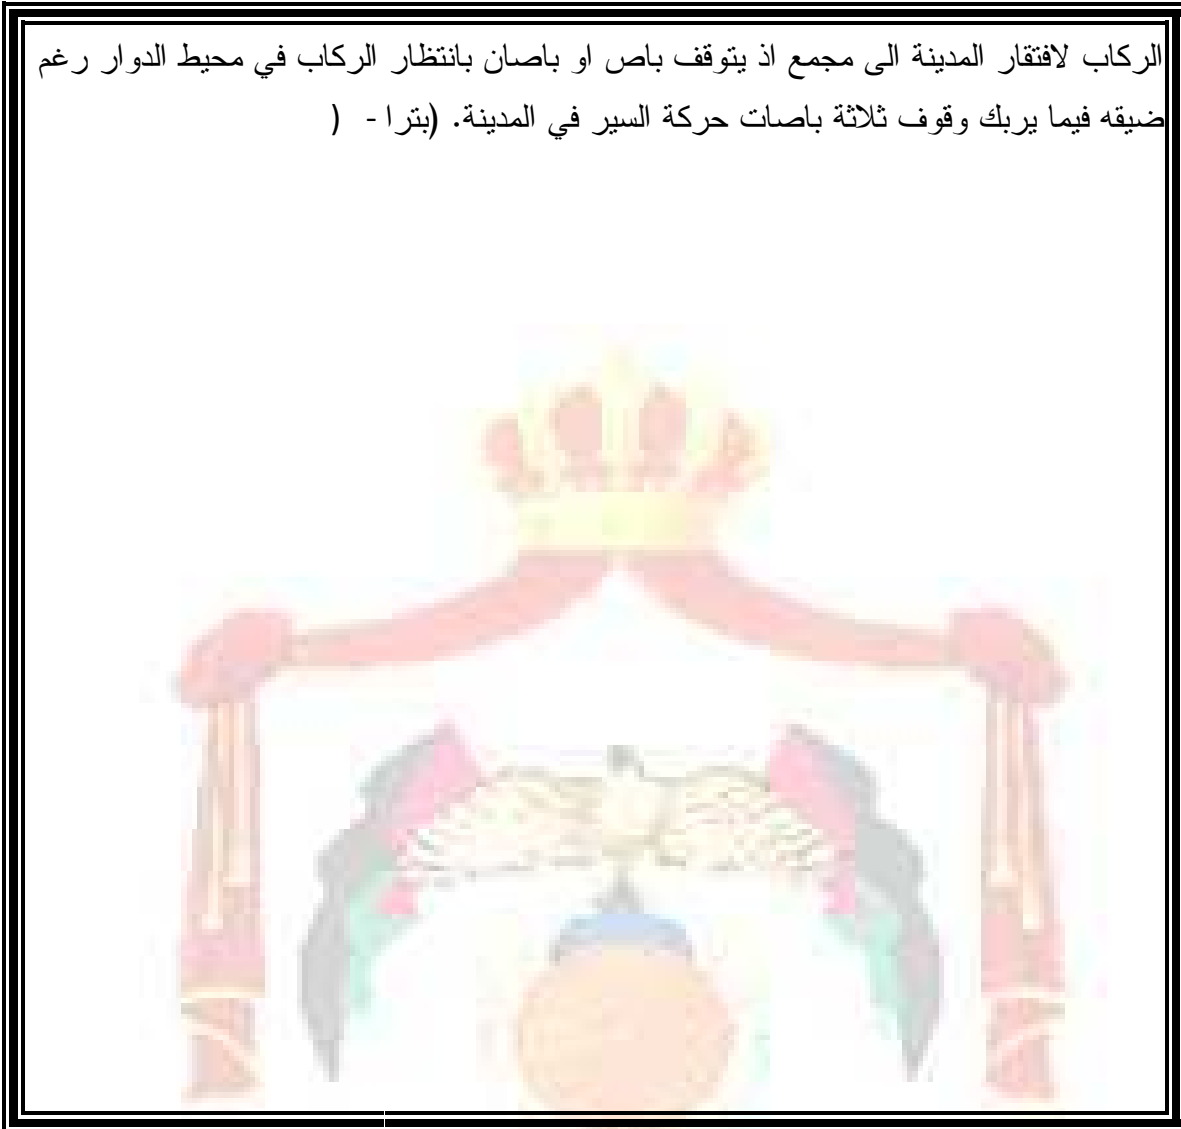 الركاب لافتقار المدينة الى مجمع اذ يتوقف باص او باصان بانتظار الركاب في محيط الدوار رغم
ضيقه فيما يربك وقوف ثلاثة باصات حركة السير في المدينة. (بترا - (